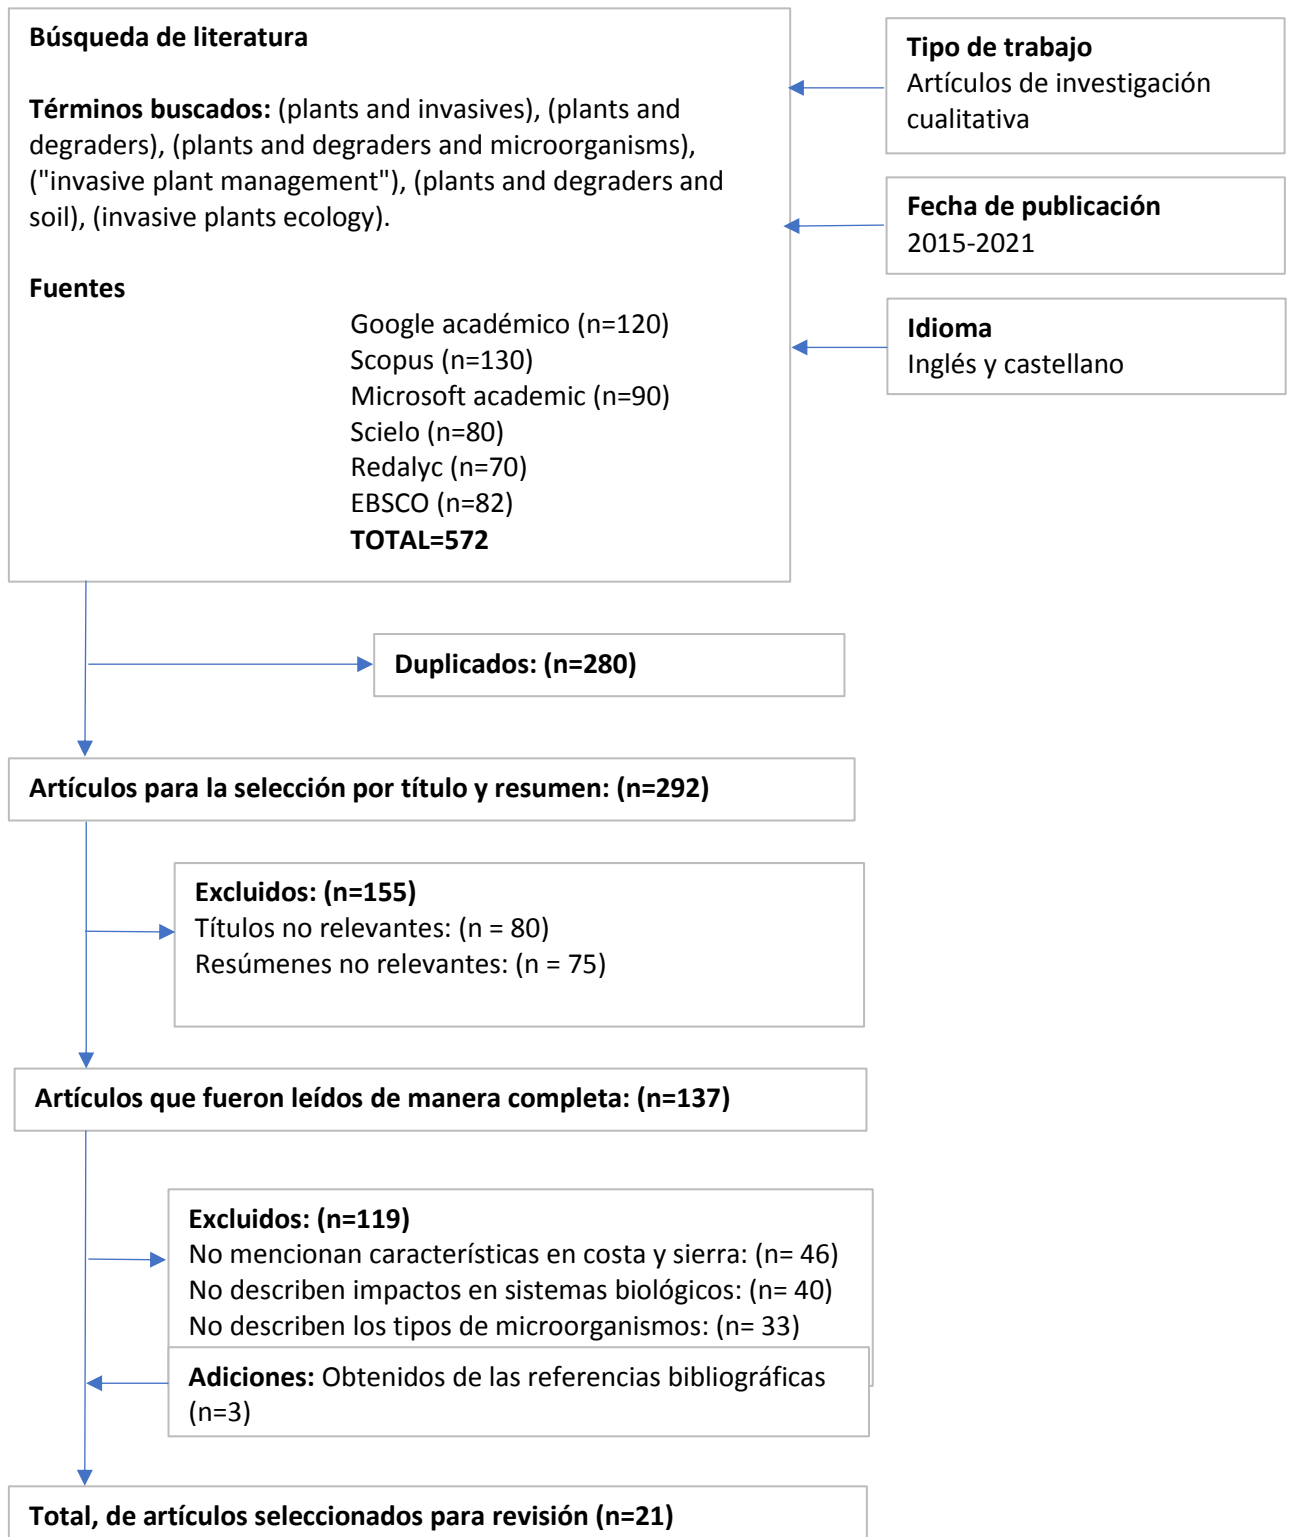 Búsqueda de literatura
Términos buscados: (plants and invasives), (plants and
degraders), (plants and degraders and microorganisms),
("invasive plant management"), (plants and degraders and
soil), (invasive plants ecology).
Fuentes
Google académico (n=120)
Scopus (n=130)
Microsoft academic (n=90)
Scielo (n=80)
Redalyc (n=70)
EBSCO (n=82)
TOTAL=572
Tipo de trabajo
Artículos de investigación
cualitativa
Fecha de publicación
2015-2021
Idioma
Inglés y castellano
Duplicados: (n=280)
Artículos para la selección por título y resumen: (n=292)
Excluidos: (n=155)
Títulos no relevantes: (n = 80)
Resúmenes no relevantes: (n = 75)
Artículos que fueron leídos de manera completa: (n=137)
Excluidos: (n=119)
No mencionan características en costa y sierra: (n= 46)
No describen impactos en sistemas biológicos: (n= 40)
No describen los tipos de microorganismos: (n= 33)
Adiciones: Obtenidos de las referencias bibliográficas
(n=3)
Total, de artículos seleccionados para revisión (n=21)